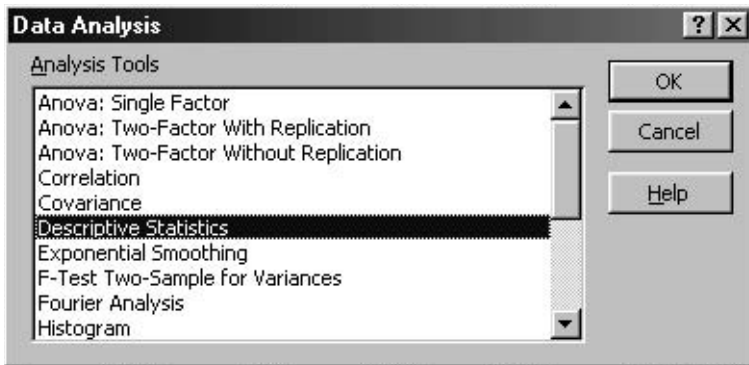 Data Analysis
Analysis Tools
Anova: Single Factor
Anova: Two-Factor With Replication
Anova: Two-Factor Without Replication
Correlation
Covariance
Descriptive Statistics
Exponential Smoothing
F-Test Two-Sample for Variances
Fourier Analysis
Histogram
OK
Cancel
Help